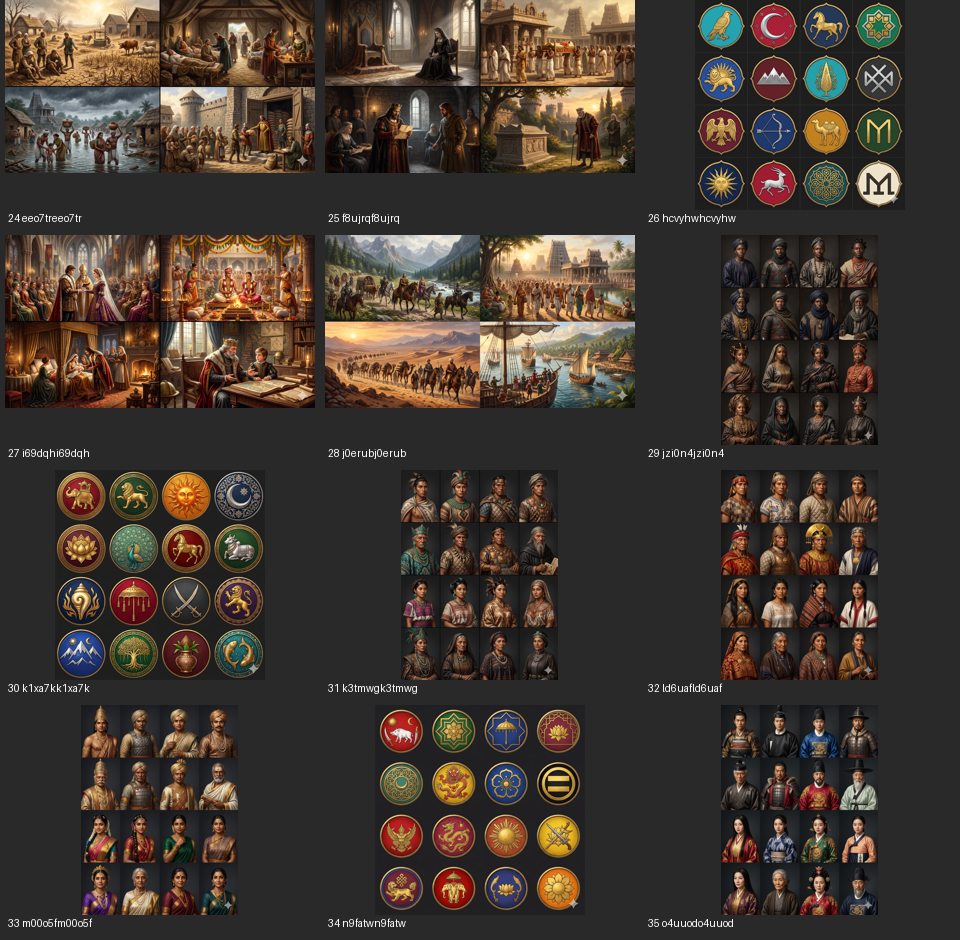 24 eeo7treeo7tr
25 f8ujrqf8ujrq
26 hcvyhwhcvyhw
27 i69dqhi69dqh
28 j0erubj0erub
29 jzi0n4jzi0n4
30 k1xa7kk1xa7k
31 k3tmwgk3tmwg
32 ld6uafld6uaf
33 m00o5fm00o5f
34 n9fatwn9fatw
35 o4uuodo4uuod